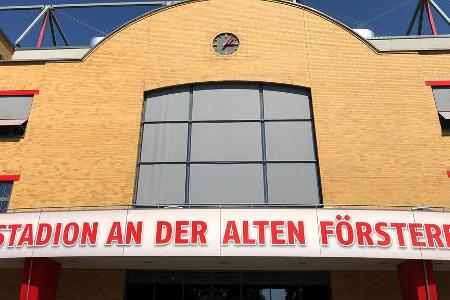 STADION AN DER ALTEN FÖRSTERE